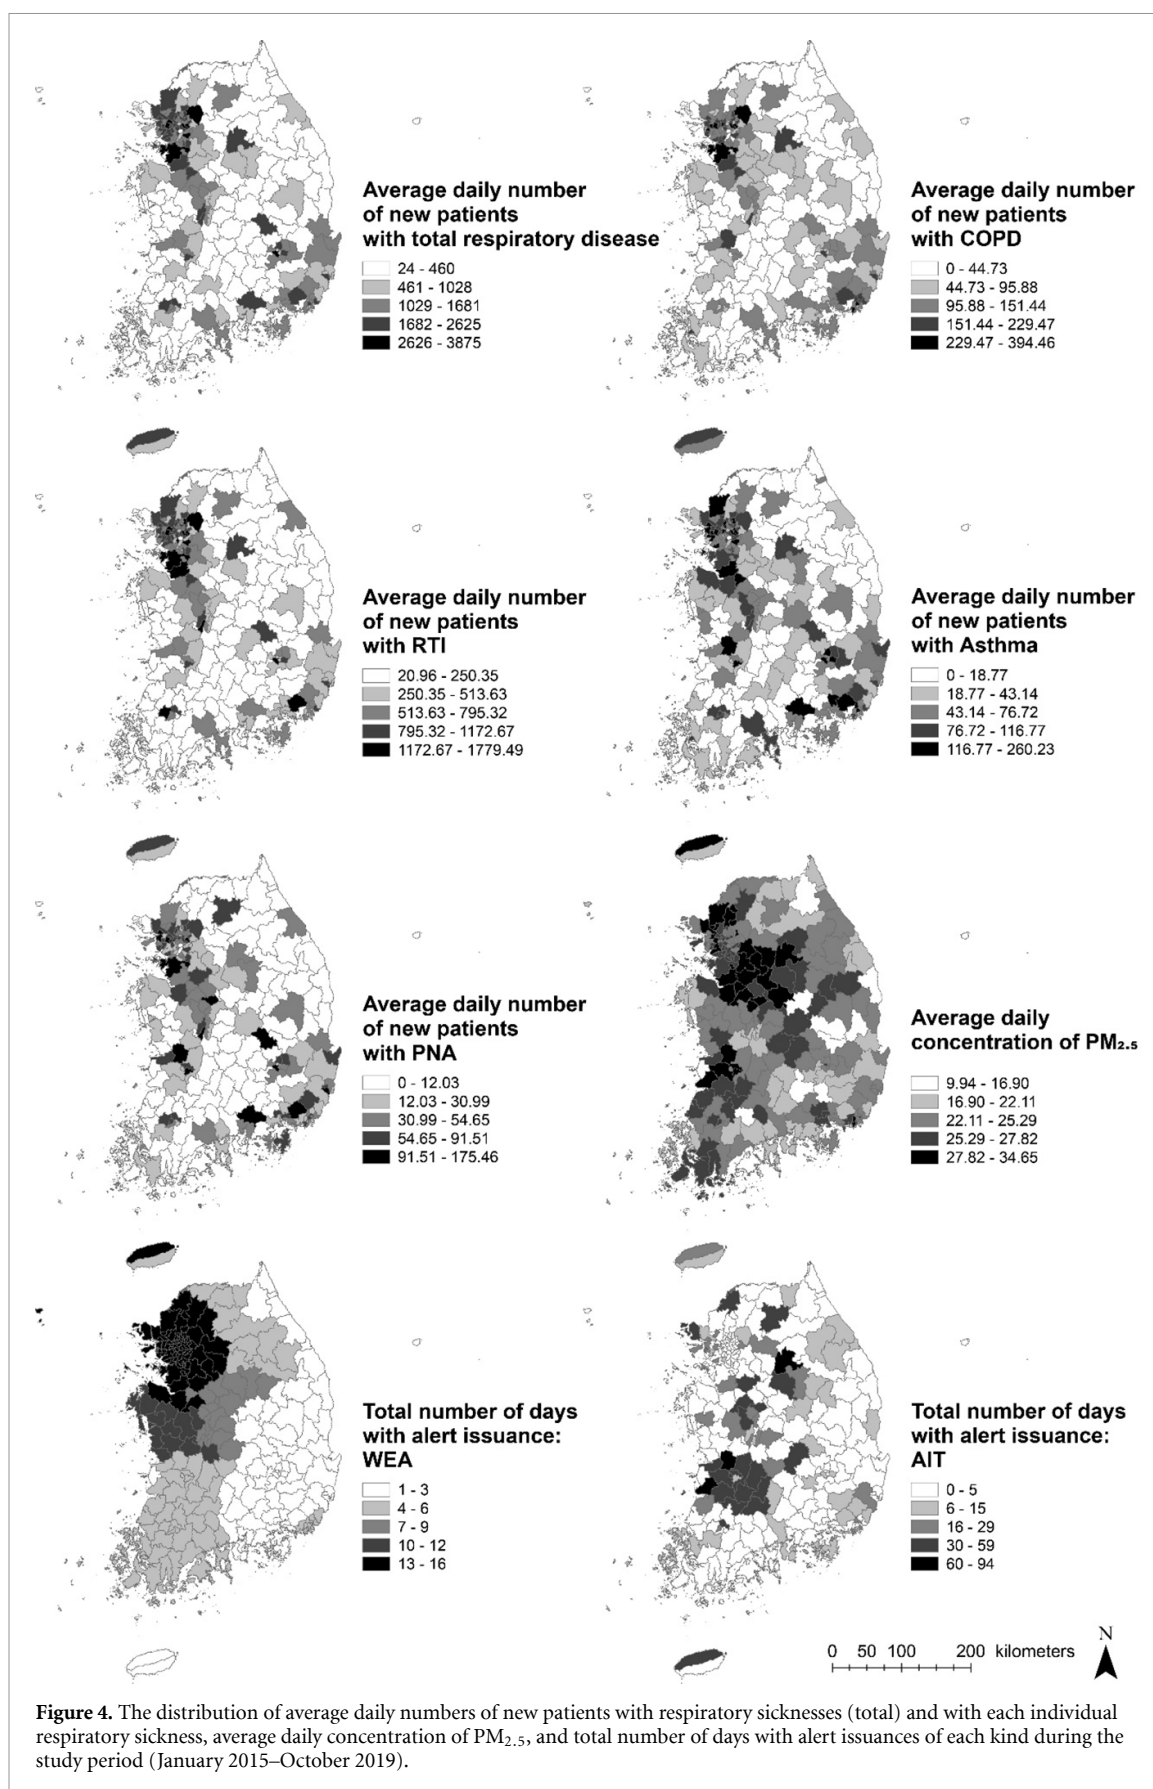 Average daily number
of new patients
with total respiratory disease
24 - 460
461 - 1028
1029 - 1681
1682 - 2625
2626 - 3875
Average daily number
of new patients
with COPD
0 - 44.73
44.73 - 95.88
95.88 - 151.44
151.44 - 229.47
229.47 - 394.46
Average daily number
of new patients
with RTI
20.96 - 250.35
250.35 - 513.63
513.63 - 795.32
795.32 - 1172.67
1172.67 - 1779.49
Average daily number
of new patients
with Asthma
0 - 18.77
18.77 - 43.14
43.14 - 76.72
76.72 - 116.77
116.77 - 260.23
Average daily number
of new patients
with PNA
0 - 12.03
12.03 - 30.99
30.99 - 54.65
54.65 - 91.51
91.51 - 175.46
Average daily
concentration of PM₂.₅
9.94 - 16.90
16.90 - 22.11
22.11 - 25.29
25.29 - 27.82
27.82 - 34.65
Total number of days
with alert issuance:
WEA
1 - 3
4 - 6
7 - 9
10 - 12
13 - 16
Total number of days
with alert issuance:
AIT
0 - 5
6 - 15
16 - 29
30 - 59
60 - 94
0 50 100 200 kilometers
N
Figure 4. The distribution of average daily numbers of new patients with respiratory sicknesses (total) and with each individual
respiratory sickness, average daily concentration of PM₂.₅, and total number of days with alert issuances of each kind during the
study period (January 2015–October 2019).